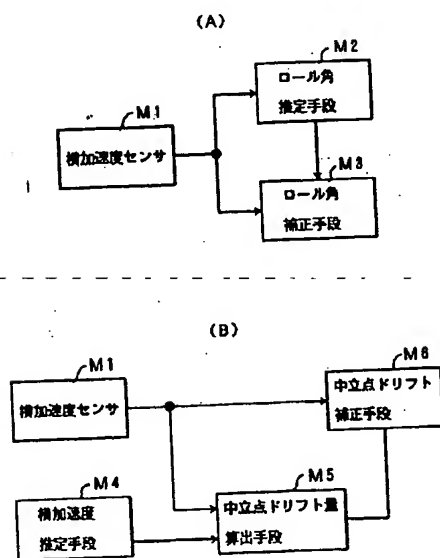 (A)
M2
ロール角
推定手段
M1
横加速度センサ
M3
ロール角
補正手段
(B)
M1
横加速度センサ
M6
中立点ドリフト
補正手段
M4
横加速度
推定手段
M5
中立点ドリフト量
算出手段